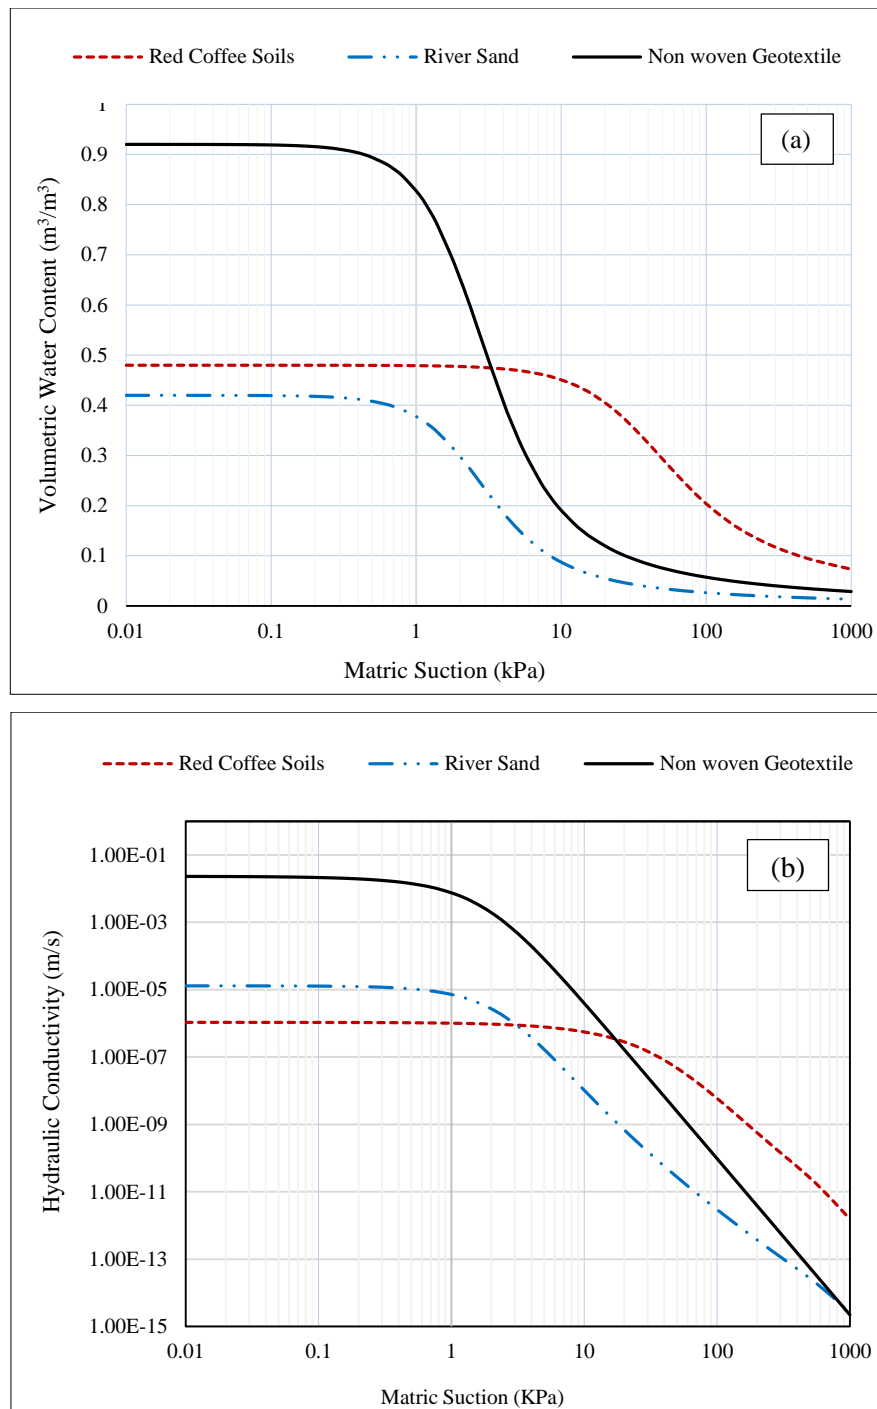 Red Coffee Soils River Sand Non woven Geotextile
(a)
1
0.9
0.8
0.7
0.6
0.5
0.4
0.3
0.2
0.1
0
Volumetric Water Content (m³/m³)
0.01 0.1 1 10 100 1000
Matric Suction (kPa)
Red Coffee Soils River Sand Non woven Geotextile
(b)
1.00E-01
1.00E-03
1.00E-05
1.00E-07
1.00E-09
1.00E-11
1.00E-13
1.00E-15
Hydraulic Conductivity (m/s)
0.01 0.1 1 10 100 1000
Matric Suction (KPa)